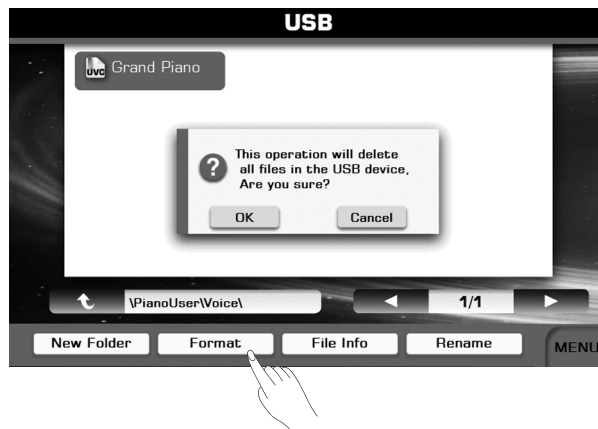 USB
UVC Grand Piano
This operation will delete
all files in the USB device,
Are you sure?
OK Cancel
\PianoUser\Voice\ 1/1
New Folder Format File Info Rename MENU